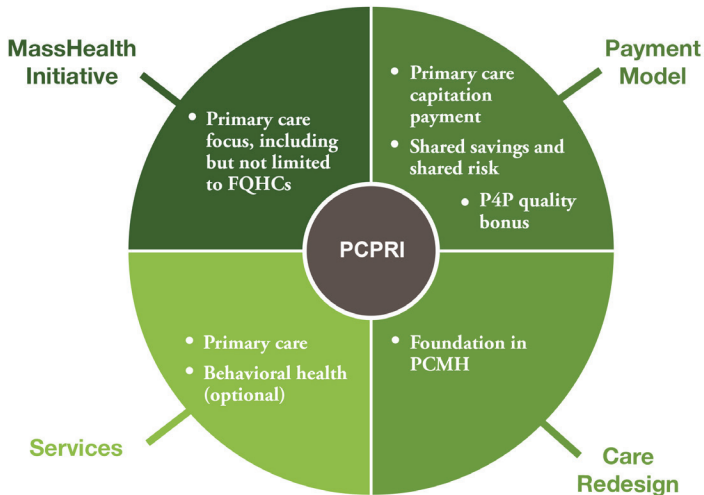 MassHealth
Initiative
• Primary care
focus, including
but not limited
to FQHCs
Payment
Model
• Primary care
capitation
payment
• Shared savings and
shared risk
• P4P quality
bonus
PCPRI
Services
• Primary care
• Behavioral health
(optional)
Care
Redesign
• Foundation in
PCMH